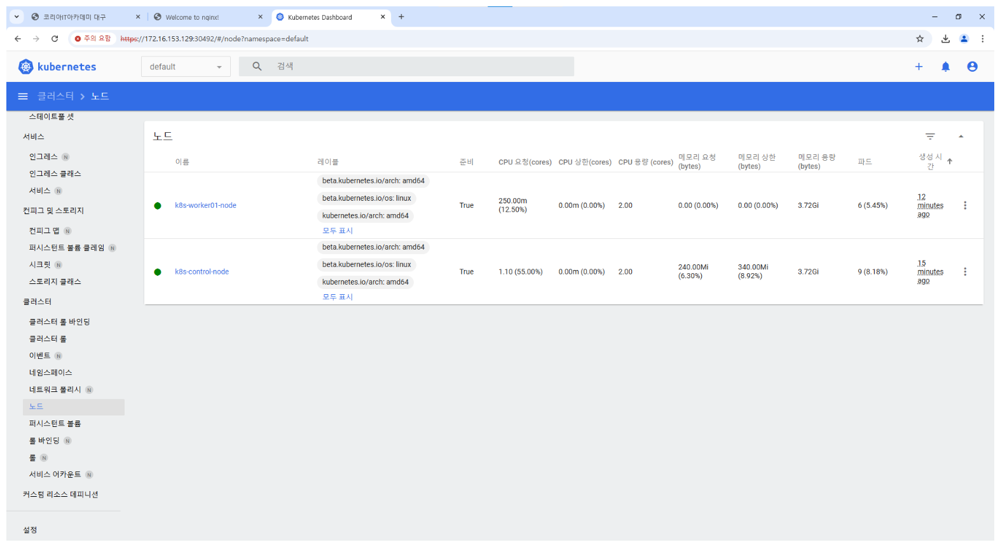 코리아IT아카데미 대구
Welcome to nginx!
Kubernetes Dashboard
주의 요함
https://172.16.153.129:30492/#/node?namespace=default
kubernetes
default
검색
클러스터 > 노드
스테이트풀 셋
서비스
인그레스 N
인그레스 클래스
서비스 N
컨피그 및 스토리지
컨피그 맵 N
퍼시스턴트 볼륨 클레임 N
시크릿 N
스토리지 클래스
클러스터
클러스터 롤 바인딩
클러스터 롤
이벤트 N
네임스페이스
네트워크 폴리시 N
노드
퍼시스턴트 볼륨
롤 바인딩 N
롤 N
서비스 어카운트 N
커스텀 리소스 데피니션
설정
노드
이름 레이블 준비 CPU 요청(cores) CPU 상한(cores) CPU 용량 (cores) 메모리 요청 (bytes) 메모리 상한 (bytes) 메모리 용량 (bytes) 파드 생성 시간
k8s-worker01-node
beta.kubernetes.io/arch: amd64
beta.kubernetes.io/os: linux
kubernetes.io/arch: amd64
모두 표시
True 250.00m (12.50%) 0.00m (0.00%) 2.00 0.00 (0.00%) 0.00 (0.00%) 3.72Gi 6 (5.45%) 12 minutes ago
k8s-control-node
beta.kubernetes.io/arch: amd64
beta.kubernetes.io/os: linux
kubernetes.io/arch: amd64
모두 표시
True 1.10 (55.00%) 0.00m (0.00%) 2.00 240.00Mi (6.30%) 340.00Mi (8.92%) 3.72Gi 9 (8.18%) 15 minutes ago